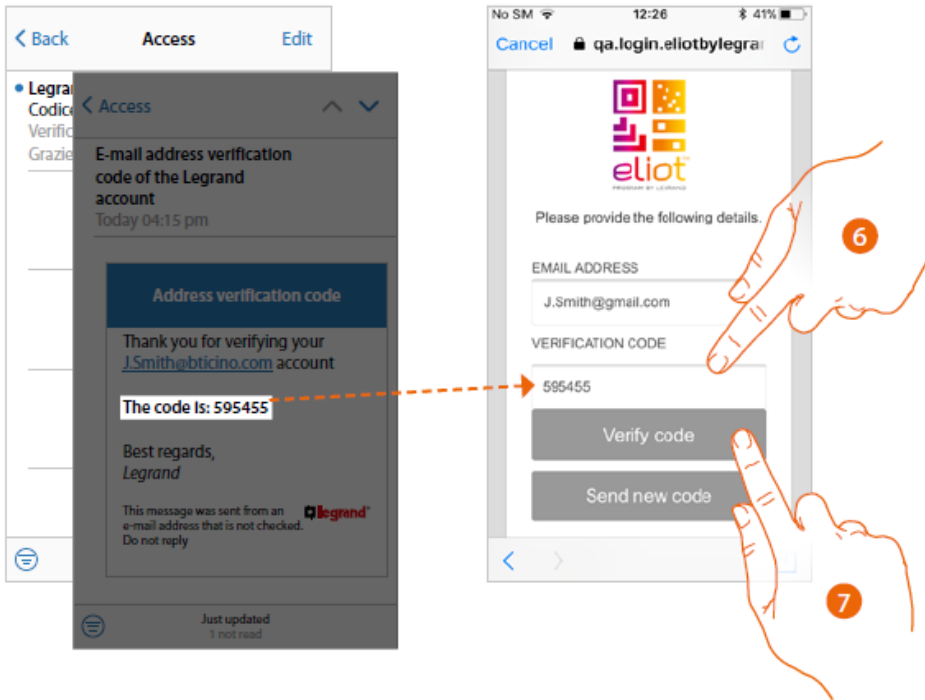 Back Access Edit
Legra
Codice
Verific
Grazie
Access
E-mail address verification
code of the Legrand
account
Today 04:15 pm
Address verification code
Thank you for verifying your
J.Smith@bticino.com account
The code is: 595455
Best regards,
Legrand
This message was sent from an
e-mail address that is not checked.
Do not reply
legrand
Just updated
1 not read
No SIM 12:26 41%
Cancel qa.login.eliotbylegrar
eliot
PROGRAM BY LEGRAND
Please provide the following details.
EMAIL ADDRESS
J.Smith@gmail.com
VERIFICATION CODE
595455
Verify code
Send new code
6
7